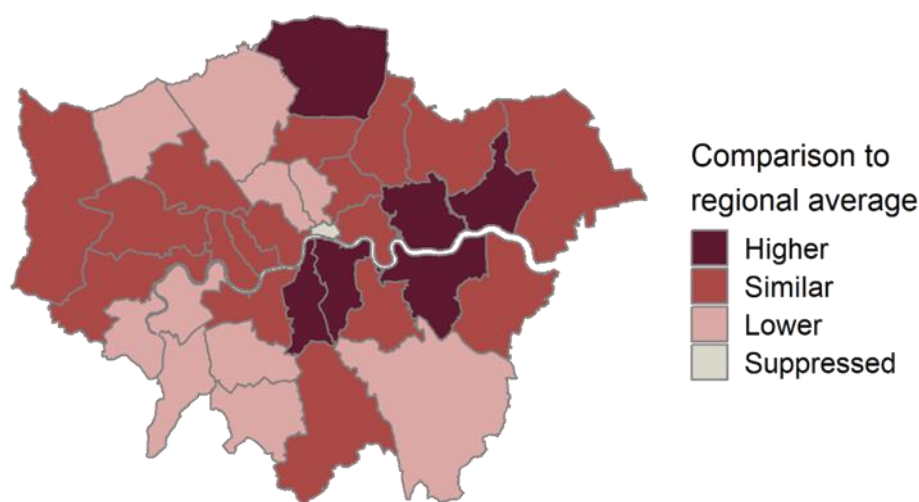 Comparison to
regional average
Higher
Similar
Lower
Suppressed